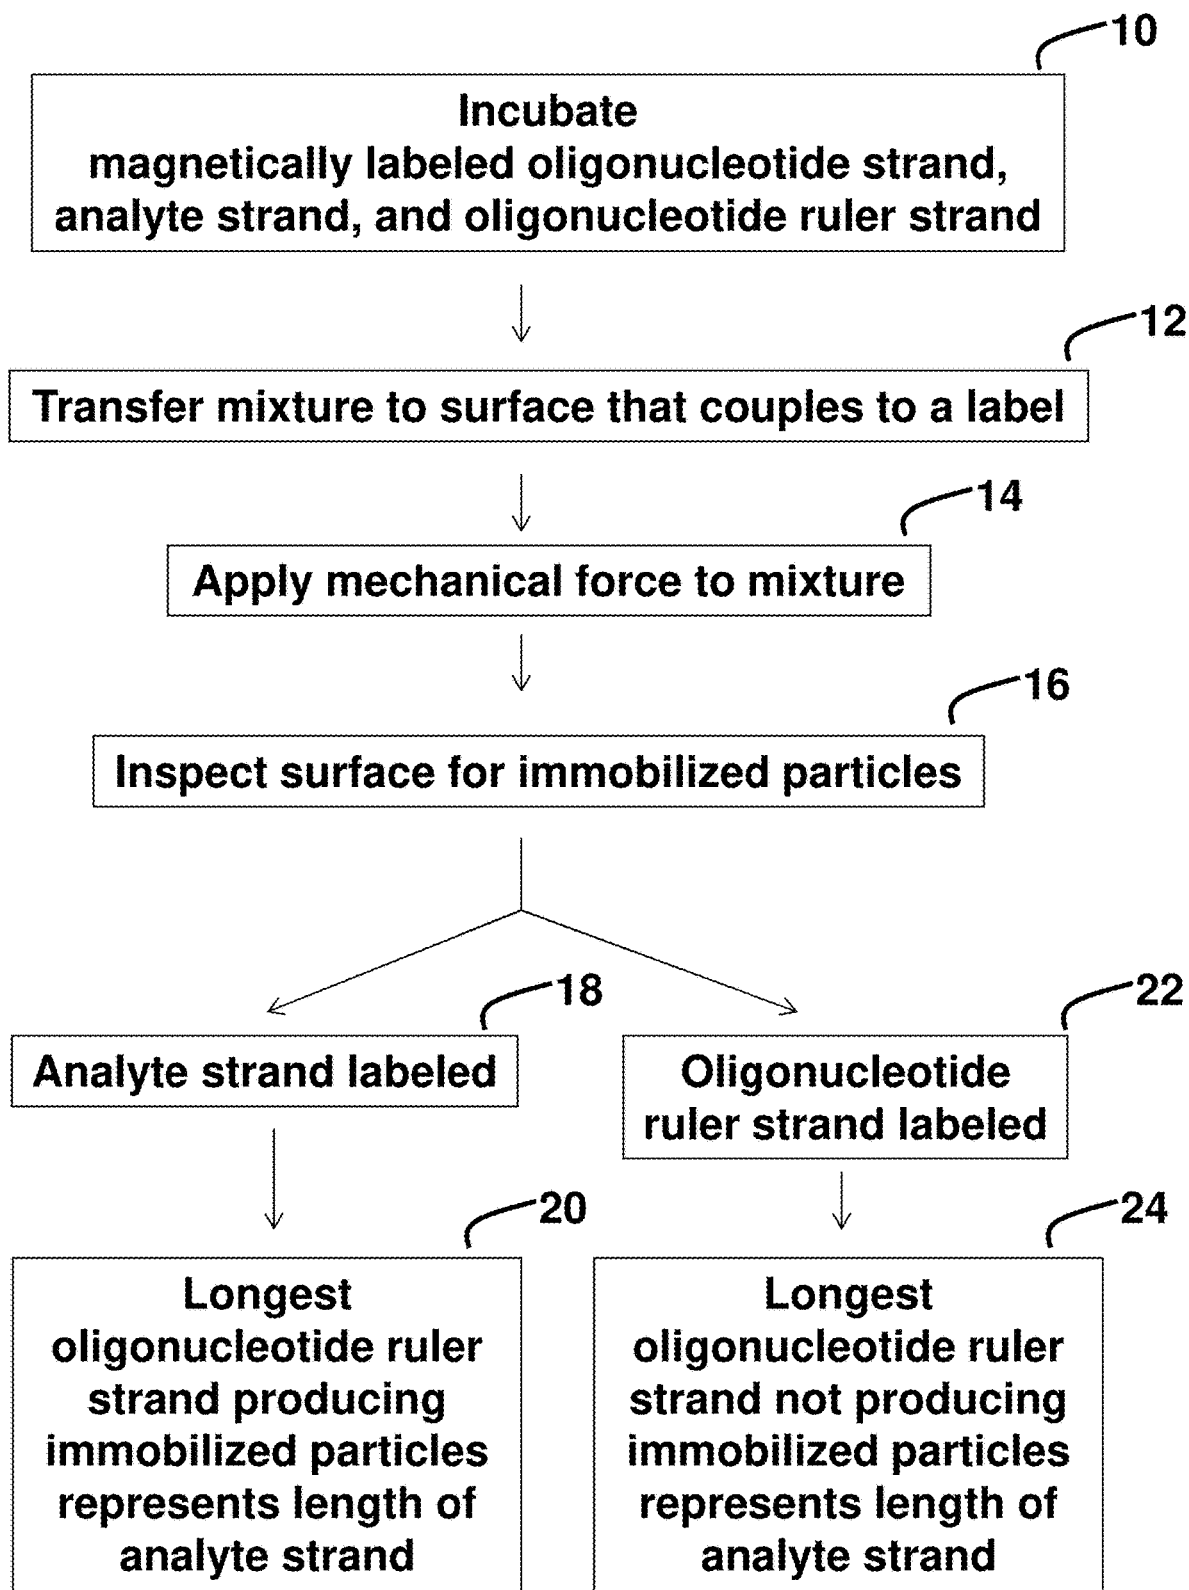 10
Incubate
magnetically labeled oligonucleotide strand,
analyte strand, and oligonucleotide ruler strand
12
Transfer mixture to surface that couples to a label
14
Apply mechanical force to mixture
16
Inspect surface for immobilized particles
18
Analyte strand labeled
22
Oligonucleotide
ruler strand labeled
20
Longest
oligonucleotide ruler
strand producing
immobilized particles
represents length of
analyte strand
24
Longest
oligonucleotide ruler
strand not producing
immobilized particles
represents length of
analyte strand